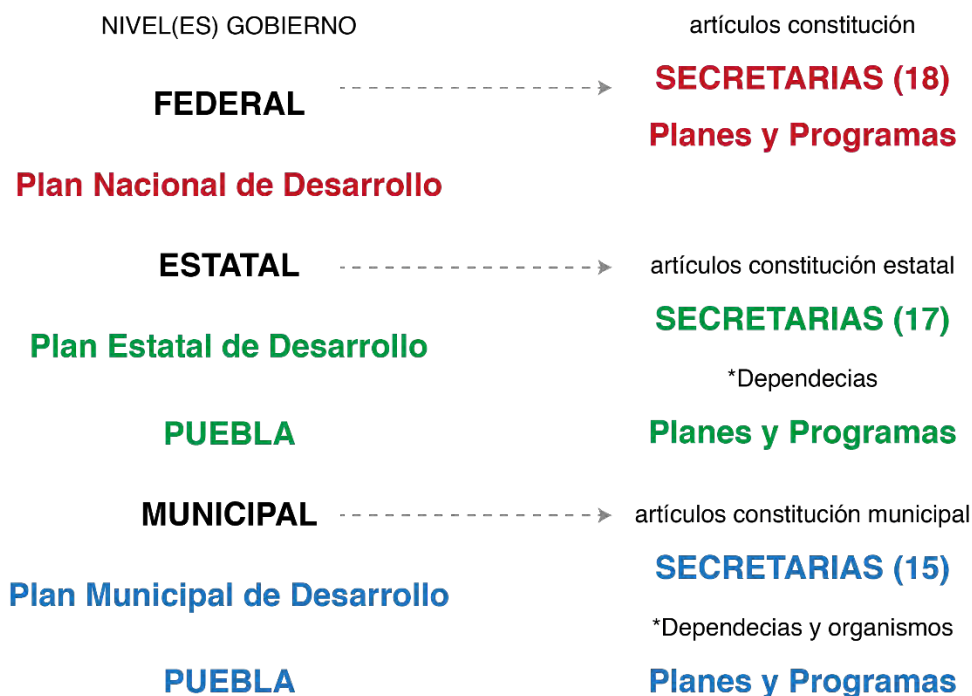 NIVEL(ES) GOBIERNO
artículos constitución
FEDERAL
SECRETARIAS (18)
Planes y Programas
Plan Nacional de Desarrollo
ESTATAL
artículos constitución estatal
SECRETARIAS (17)
Plan Estatal de Desarrollo
*Dependecias
PUEBLA
Planes y Programas
MUNICIPAL
artículos constitución municipal
SECRETARIAS (15)
Plan Municipal de Desarrollo
*Dependecias y organismos
PUEBLA
Planes y Programas